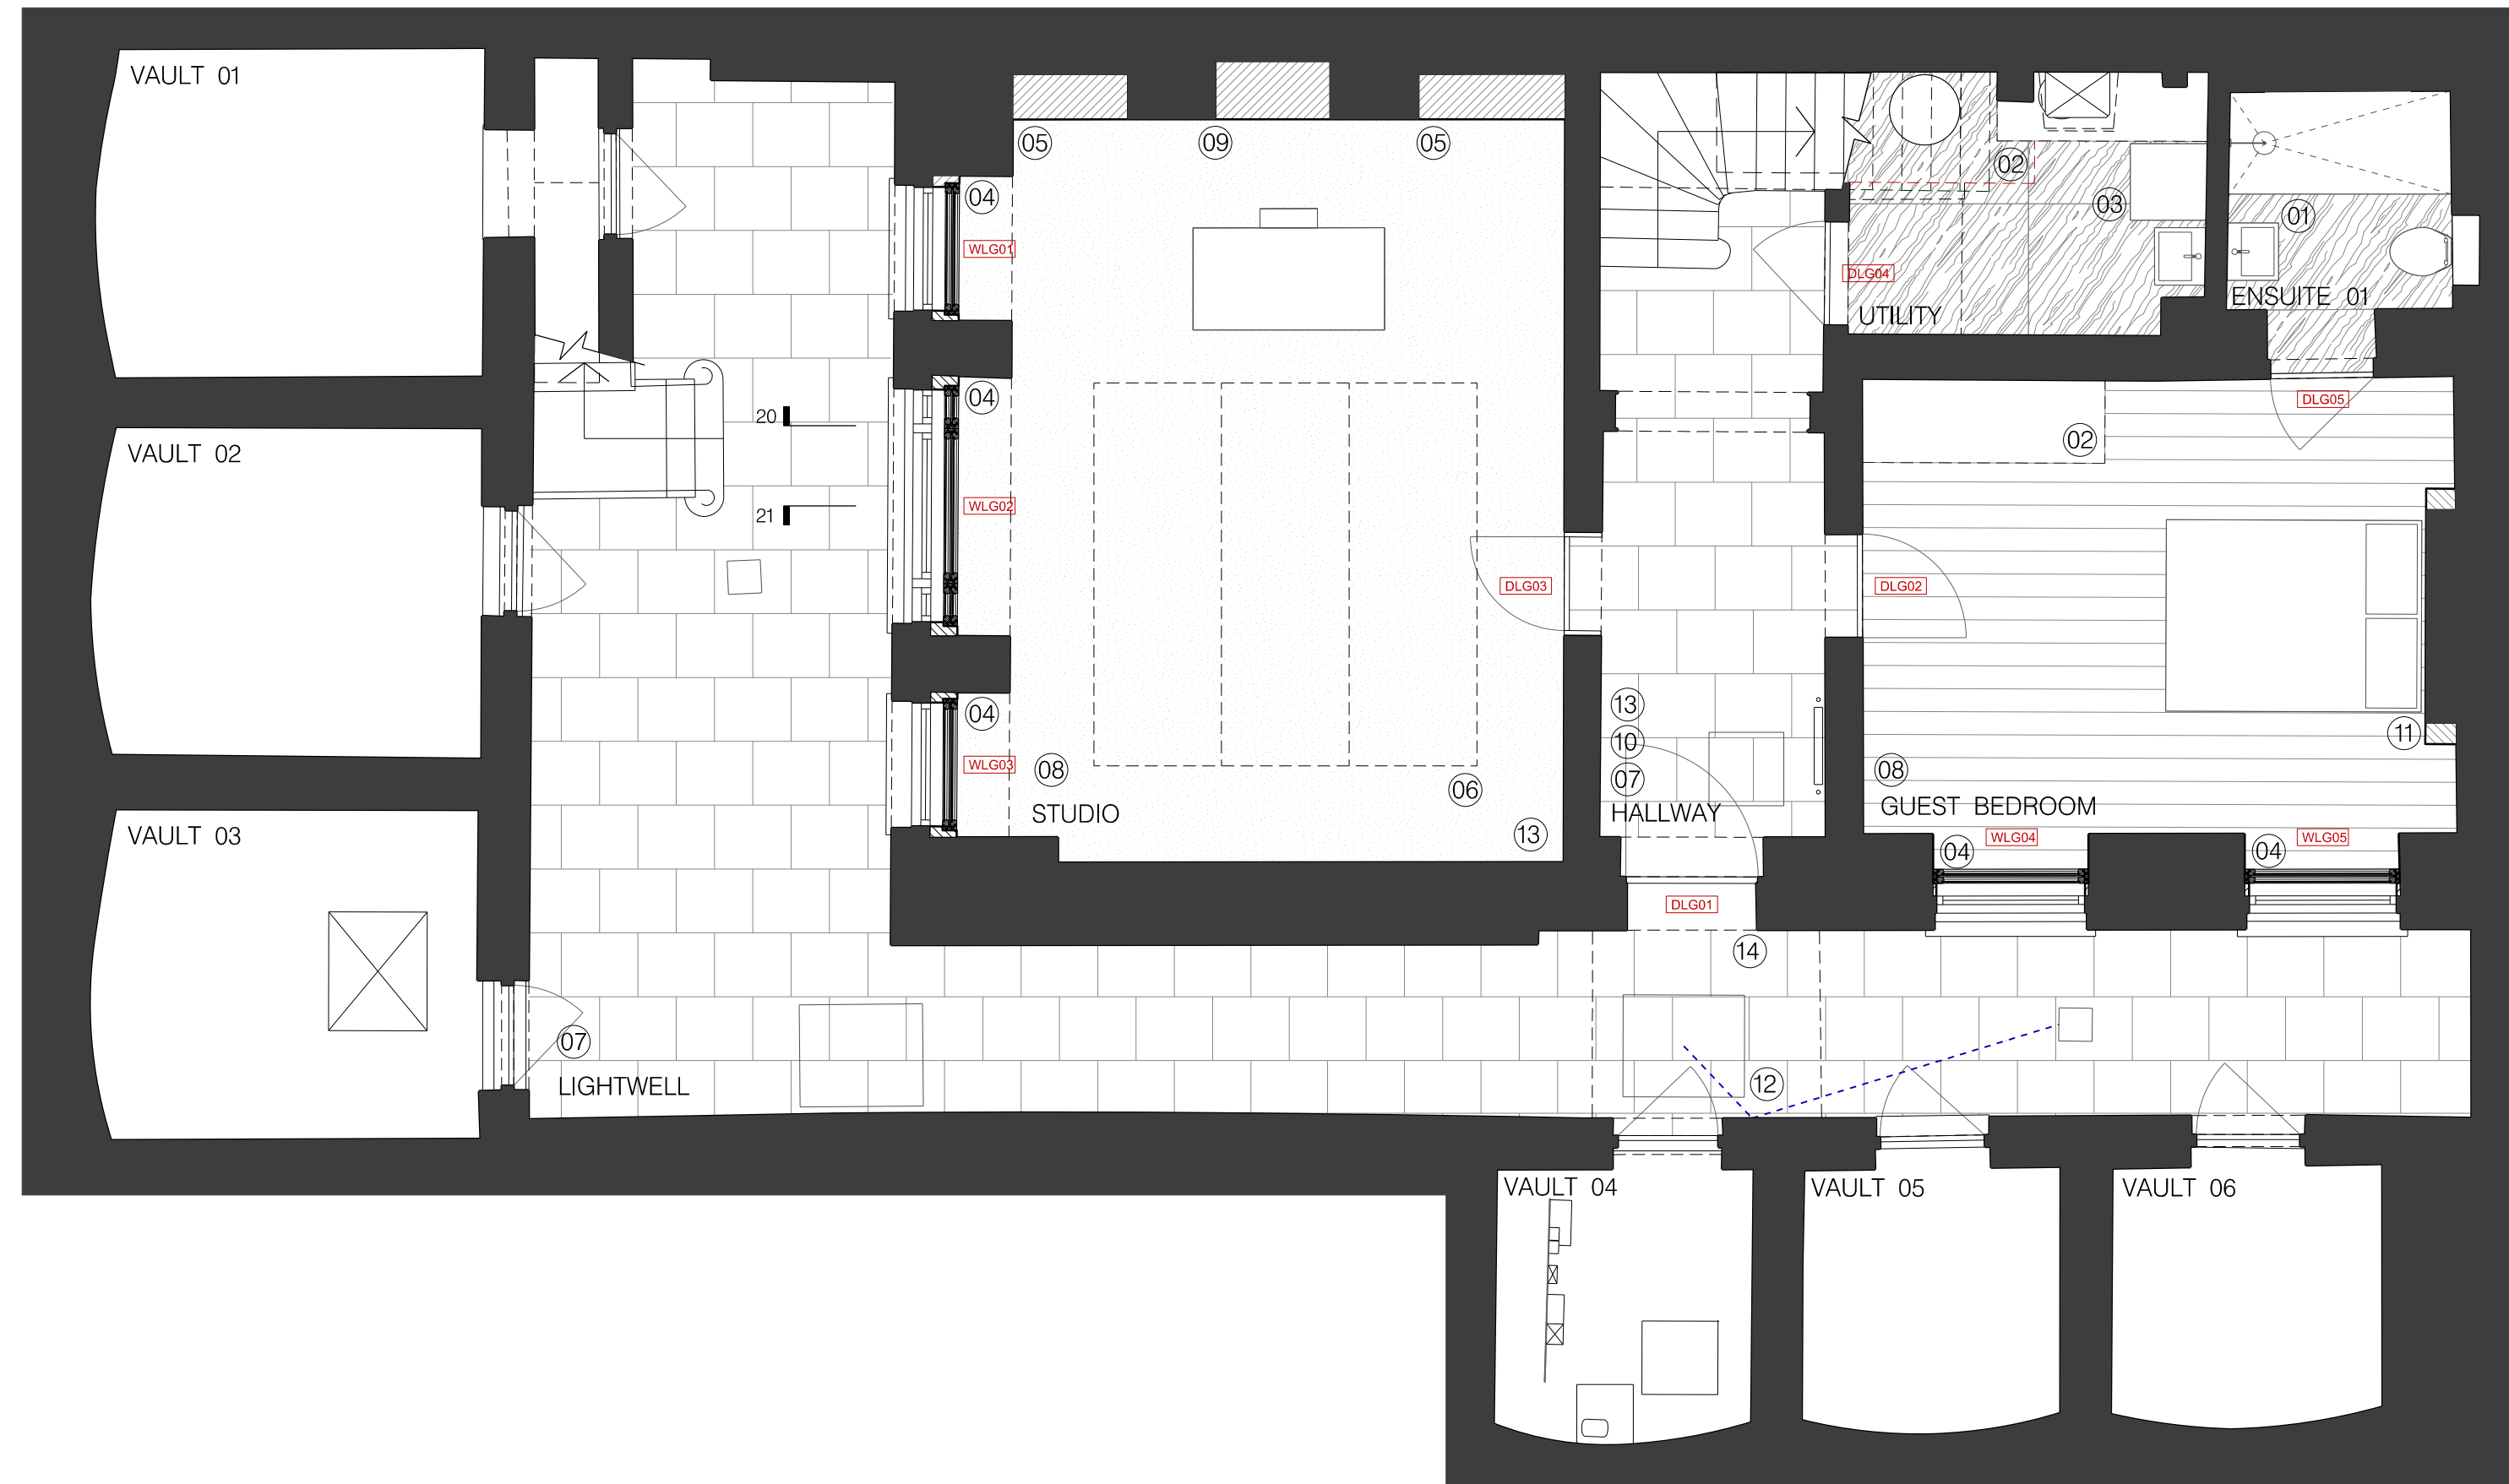 VAULT 01
05
09
05
02
03
01
04
WLG01
DLG04
ENSUITE 01
UTILITY
04
20
DLG05
02
VAULT 02
WLG02
21
DLG03
DLG02
13
04
11
10
WLG03
08
07
08
06
STUDIO
HALLWAY
GUEST BEDROOM
VAULT 03
13
WLG04
WLG05
04
04
DLG01
14
07
LIGHTWELL
12
VAULT 04
VAULT 05
VAULT 06